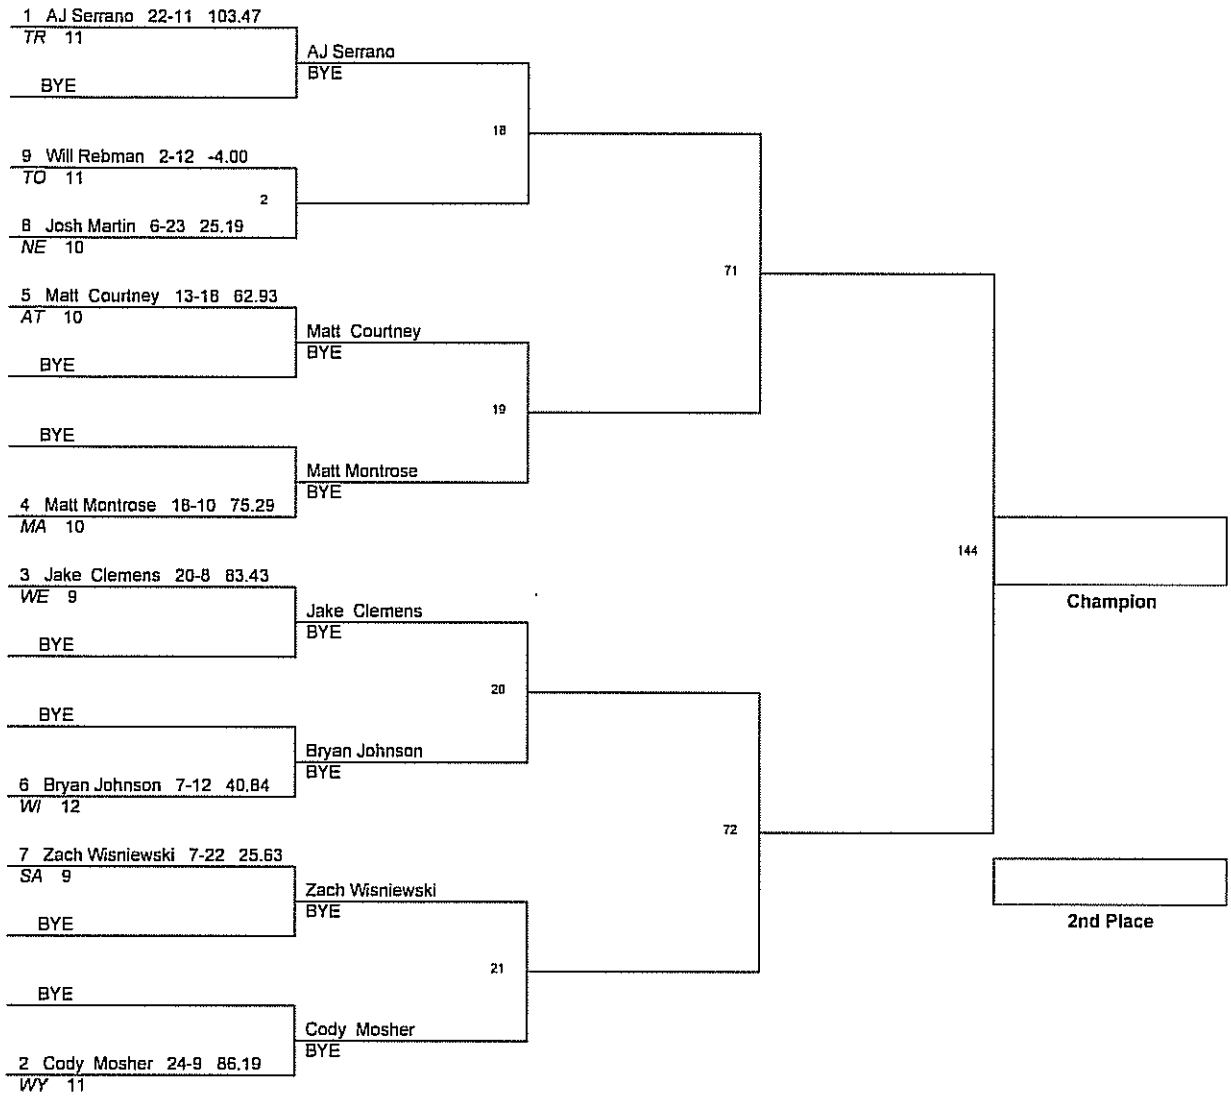 1 AJ Serrano 22-11 103.47
TR 11
BYE
AJ Serrano
BYE
18
9 Will Rebman 2-12 -4.00
TO 11
2
8 Josh Martin 6-23 25.19
NE 10
71
5 Matt Courtney 13-18 62.93
AT 10
BYE
Matt Courtney
BYE
19
BYE
Matt Montrose
BYE
4 Matt Montrose 18-10 75.29
MA 10
144
Champion
3 Jake Clemens 20-8 83.43
WE 9
BYE
Jake Clemens
BYE
20
BYE
Bryan Johnson
BYE
6 Bryan Johnson 7-12 40.84
WI 12
72
7 Zach Wisniewski 7-22 25.63
SA 9
BYE
Zach Wisniewski
BYE
2nd Place
21
BYE
Cody Mosher
BYE
2 Cody Mosher 24-9 86.19
WY 11